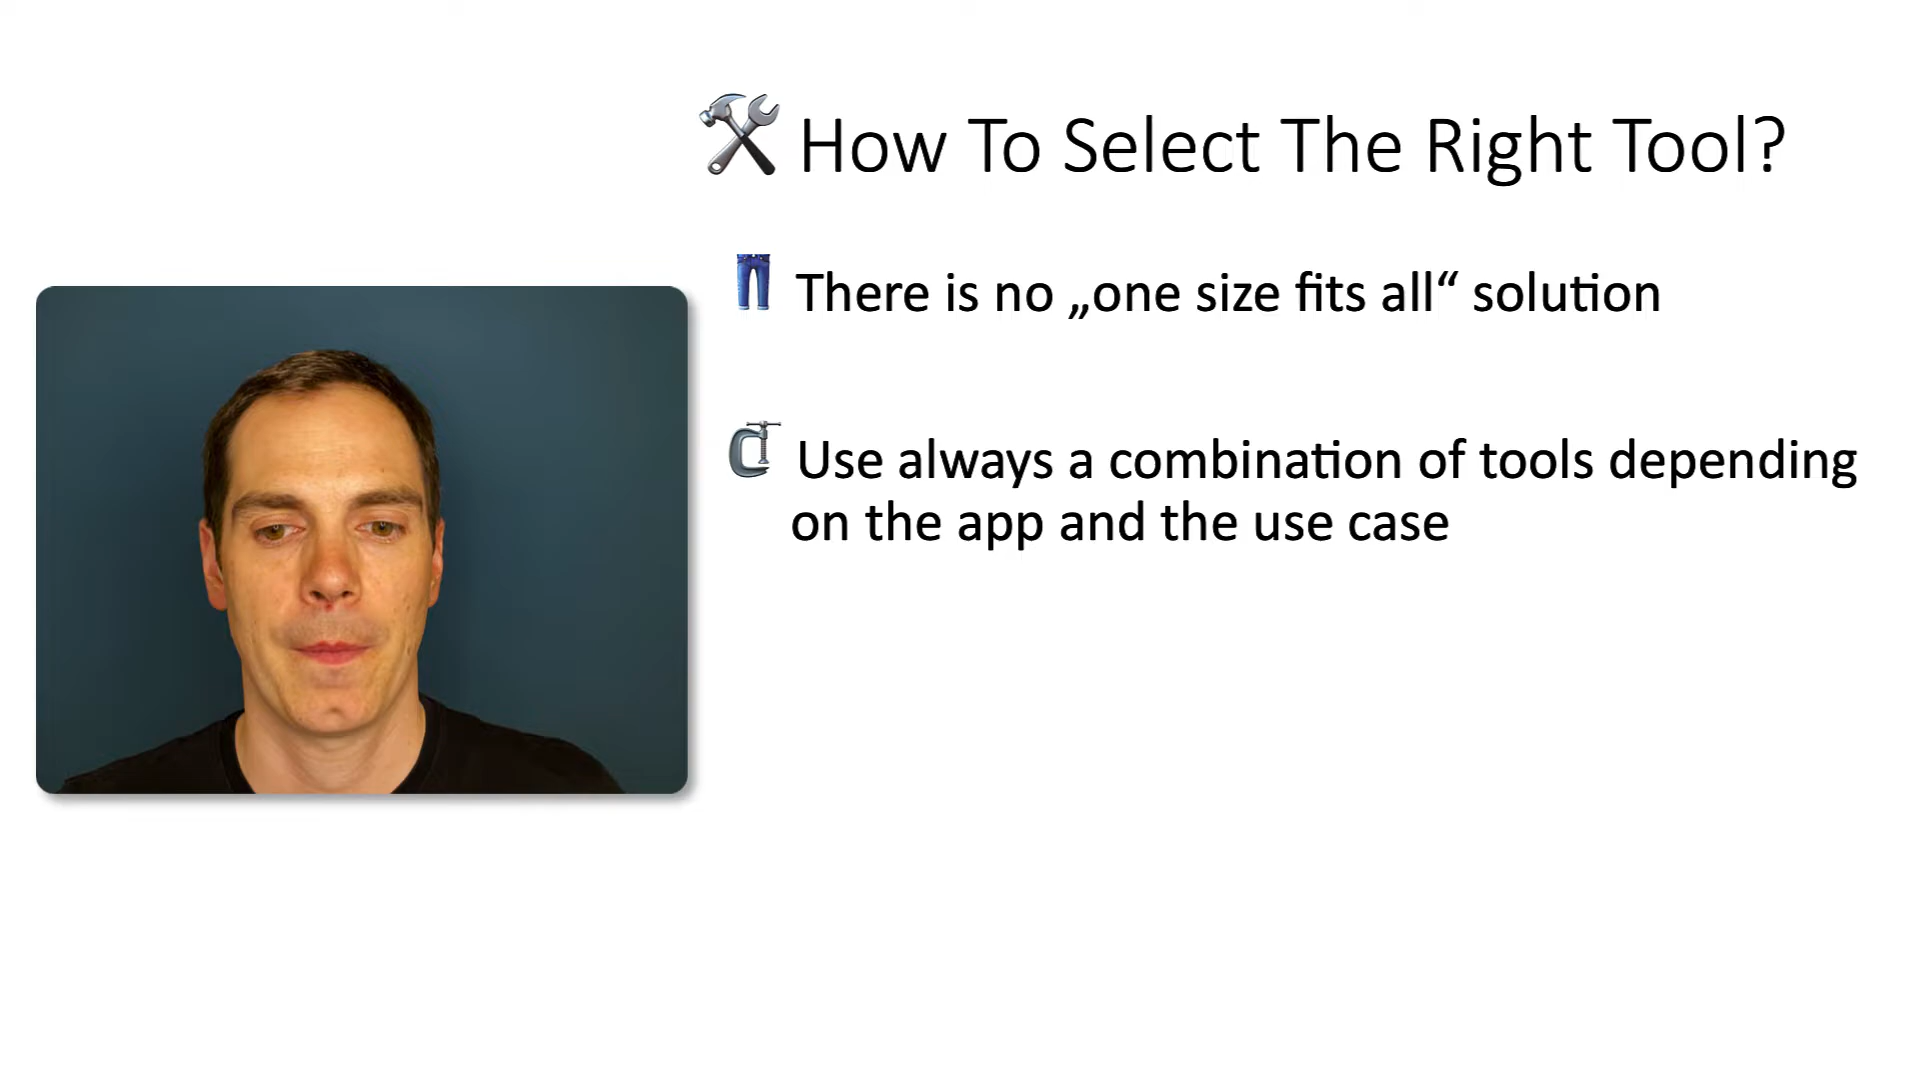 How To Select The Right Tool?
There is no „one size fits all“ solution
Use always a combination of tools depending
on the app and the use case